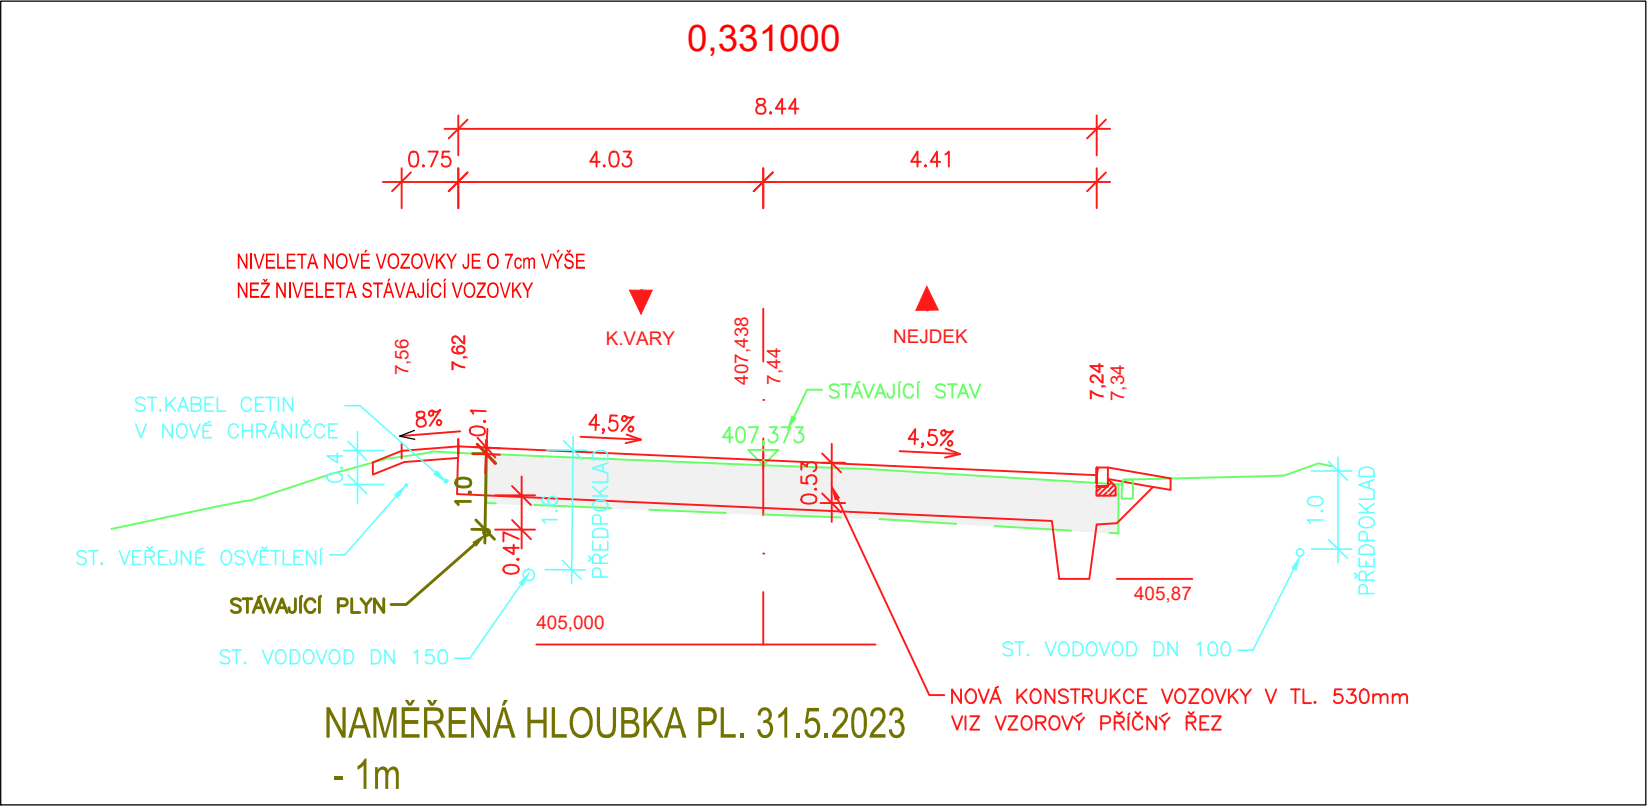 0,331000
8.44
0.75
4.03
4.41
NIVELETA NOVÉ VOZOVKY JE O 7cm VÝŠE
NEŽ NIVELETA STÁVAJÍCÍ VOZOVKY
K.VARY
NEJDEK
7,56
7,62
407,438
7,44
7,24
7,34
STÁVAJÍCÍ STAV
ST.KABEL CETIN
V NOVÉ CHRÁNIČCE
8%
0.1
4,5%
407,373
4,5%
0.4
1.0
1.6
PŘEDPOKLAD
0.53
1.0
PŘEDPOKLAD
0.47
ST. VEŘEJNÉ OSVĚTLENÍ
STÁVAJÍCÍ PLYN
405,87
405,000
ST. VODOVOD DN 150
ST. VODOVOD DN 100
NOVÁ KONSTRUKCE VOZOVKY V TL. 530mm
VIZ VZOROVÝ PŘÍČNÝ ŘEZ
NAMĚŘENÁ HLOUBKA PL. 31.5.2023
- 1m